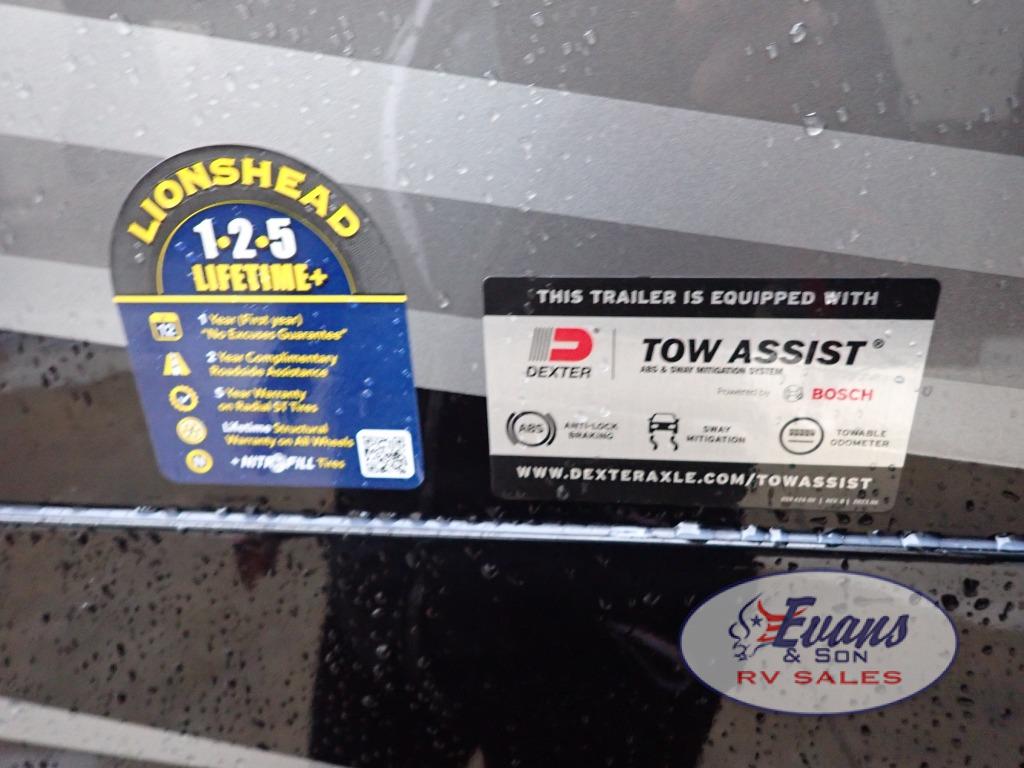 LIONSHEAD
1•2•5
LIFETIME+
1 Year (First year)
"No Excuses Guarantee"
2 Year Complimentary
Roadside Assistance
5 Year Warranty
on Radial ST Tires
Lifetime Structural
Warranty on All Wheels
N
+ NITROFILL Tires
THIS TRAILER IS EQUIPPED WITH
D®
DEXTER
TOW ASSIST®
ABS & SWAY MITIGATION SYSTEM
Powered by BOSCH
ABS
ANTI-LOCK
BRAKING
SWAY
MITIGATION
TOWABLE
ODOMETER
WWW.DEXTERAXLE.COM/TOWASSIST
Evans
& SON
RV SALES